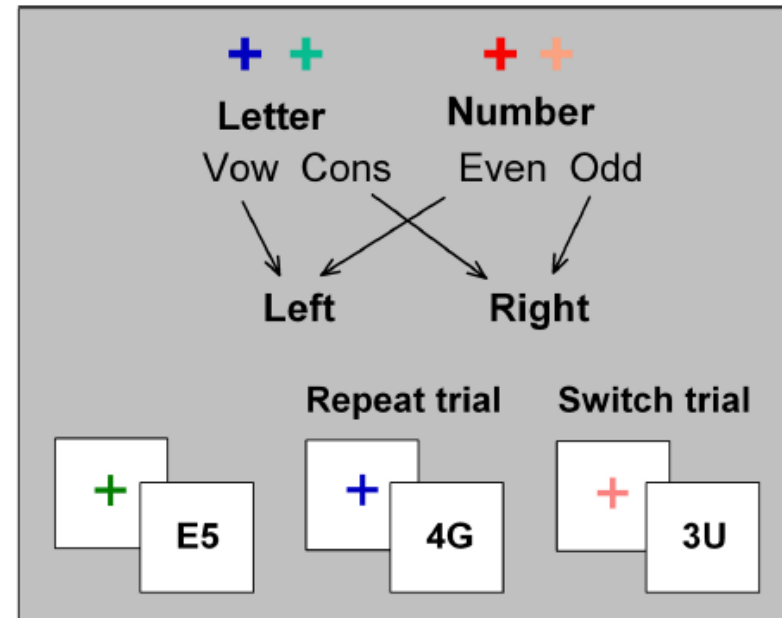 Letter Number
Vow Cons Even Odd
Left Right
Repeat trial Switch trial
E5 4G 3U